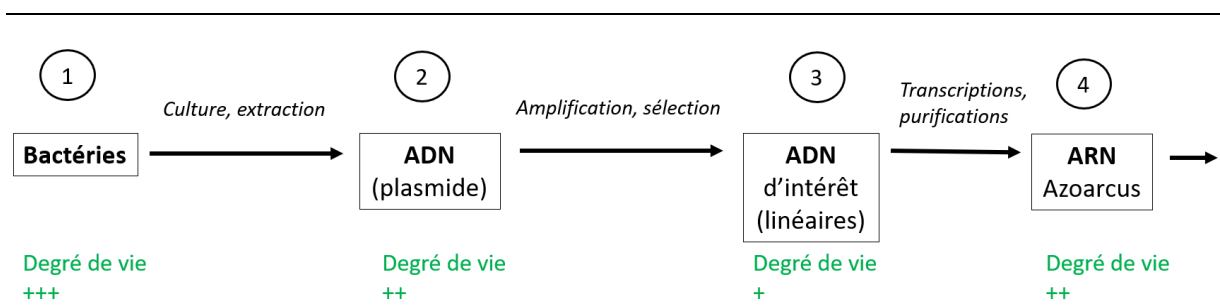 1
2
3
4
Culture, extraction
Amplification, sélection
Transcriptions,
purifications
Bactéries
ADN
(plasmide)
ADN
d’intérêt
(linéaires)
ARN
Azoarcus
Degré de vie
+++
Degré de vie
++
Degré de vie
+
Degré de vie
++